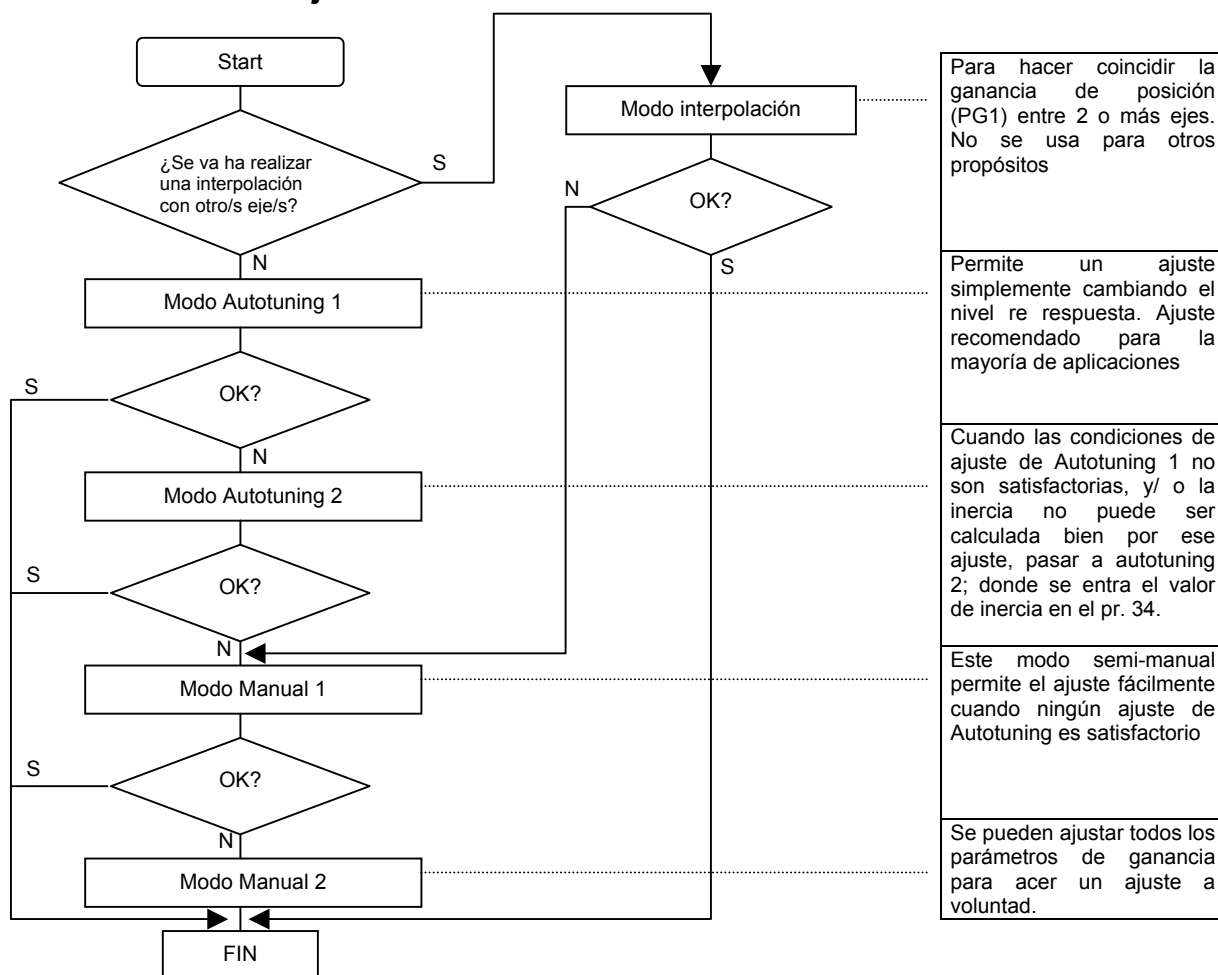 Start
¿Se va ha realizar
una interpolación
con otro/s eje/s?
S
N
Modo interpolación
OK?
N
S
Modo Autotuning 1
OK?
S
N
Modo Autotuning 2
OK?
S
N
Modo Manual 1
OK?
S
N
Modo Manual 2
FIN
Para hacer coincidir la
ganancia de posición
(PG1) entre 2 o más ejes.
No se usa para otros
propósitos
Permite un ajuste
simplemente cambiando el
nivel re respuesta. Ajuste
recomendado para la
mayoría de aplicaciones
Cuando las condiciones de
ajuste de Autotuning 1 no
son satisfactorias, y/ o la
inercia no puede ser
calculada bien por ese
ajuste, pasar a autotuning
2; donde se entra el valor
de inercia en el pr. 34.
Este modo semi-manual
permite el ajuste fácilmente
cuando ningún ajuste de
Autotuning es satisfactorio
Se pueden ajustar todos los
parámetros de ganancia
para acer un ajuste a
voluntad.